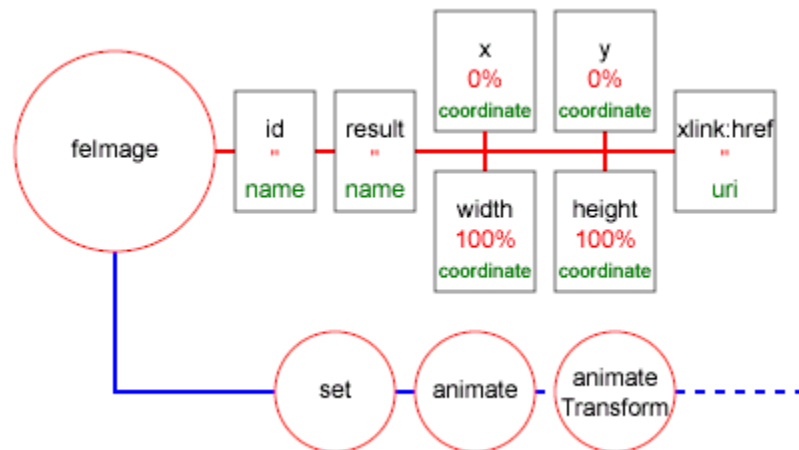 feImage
id
"
name
result
"
name
x
0%
coordinate
y
0%
coordinate
width
100%
coordinate
height
100%
coordinate
xlink:href
"
uri
set
animate
animate
Transform